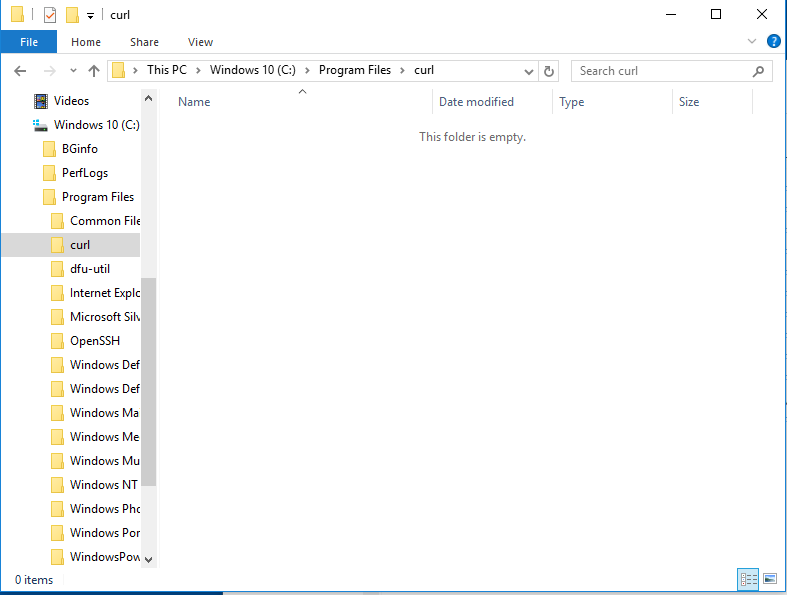 curl
File Home Share View
This PC Windows 10 (C:) Program Files curl Search curl
Name Date modified Type Size
This folder is empty.
Videos
Windows 10 (C:)
BGinfo
PerfLogs
Program Files
Common File
curl
dfu-util
Internet Explo
Microsoft Silv
OpenSSH
Windows Def
Windows Def
Windows Ma
Windows Me
Windows Mu
Windows NT
Windows Pho
Windows Por
WindowsPow
0 items